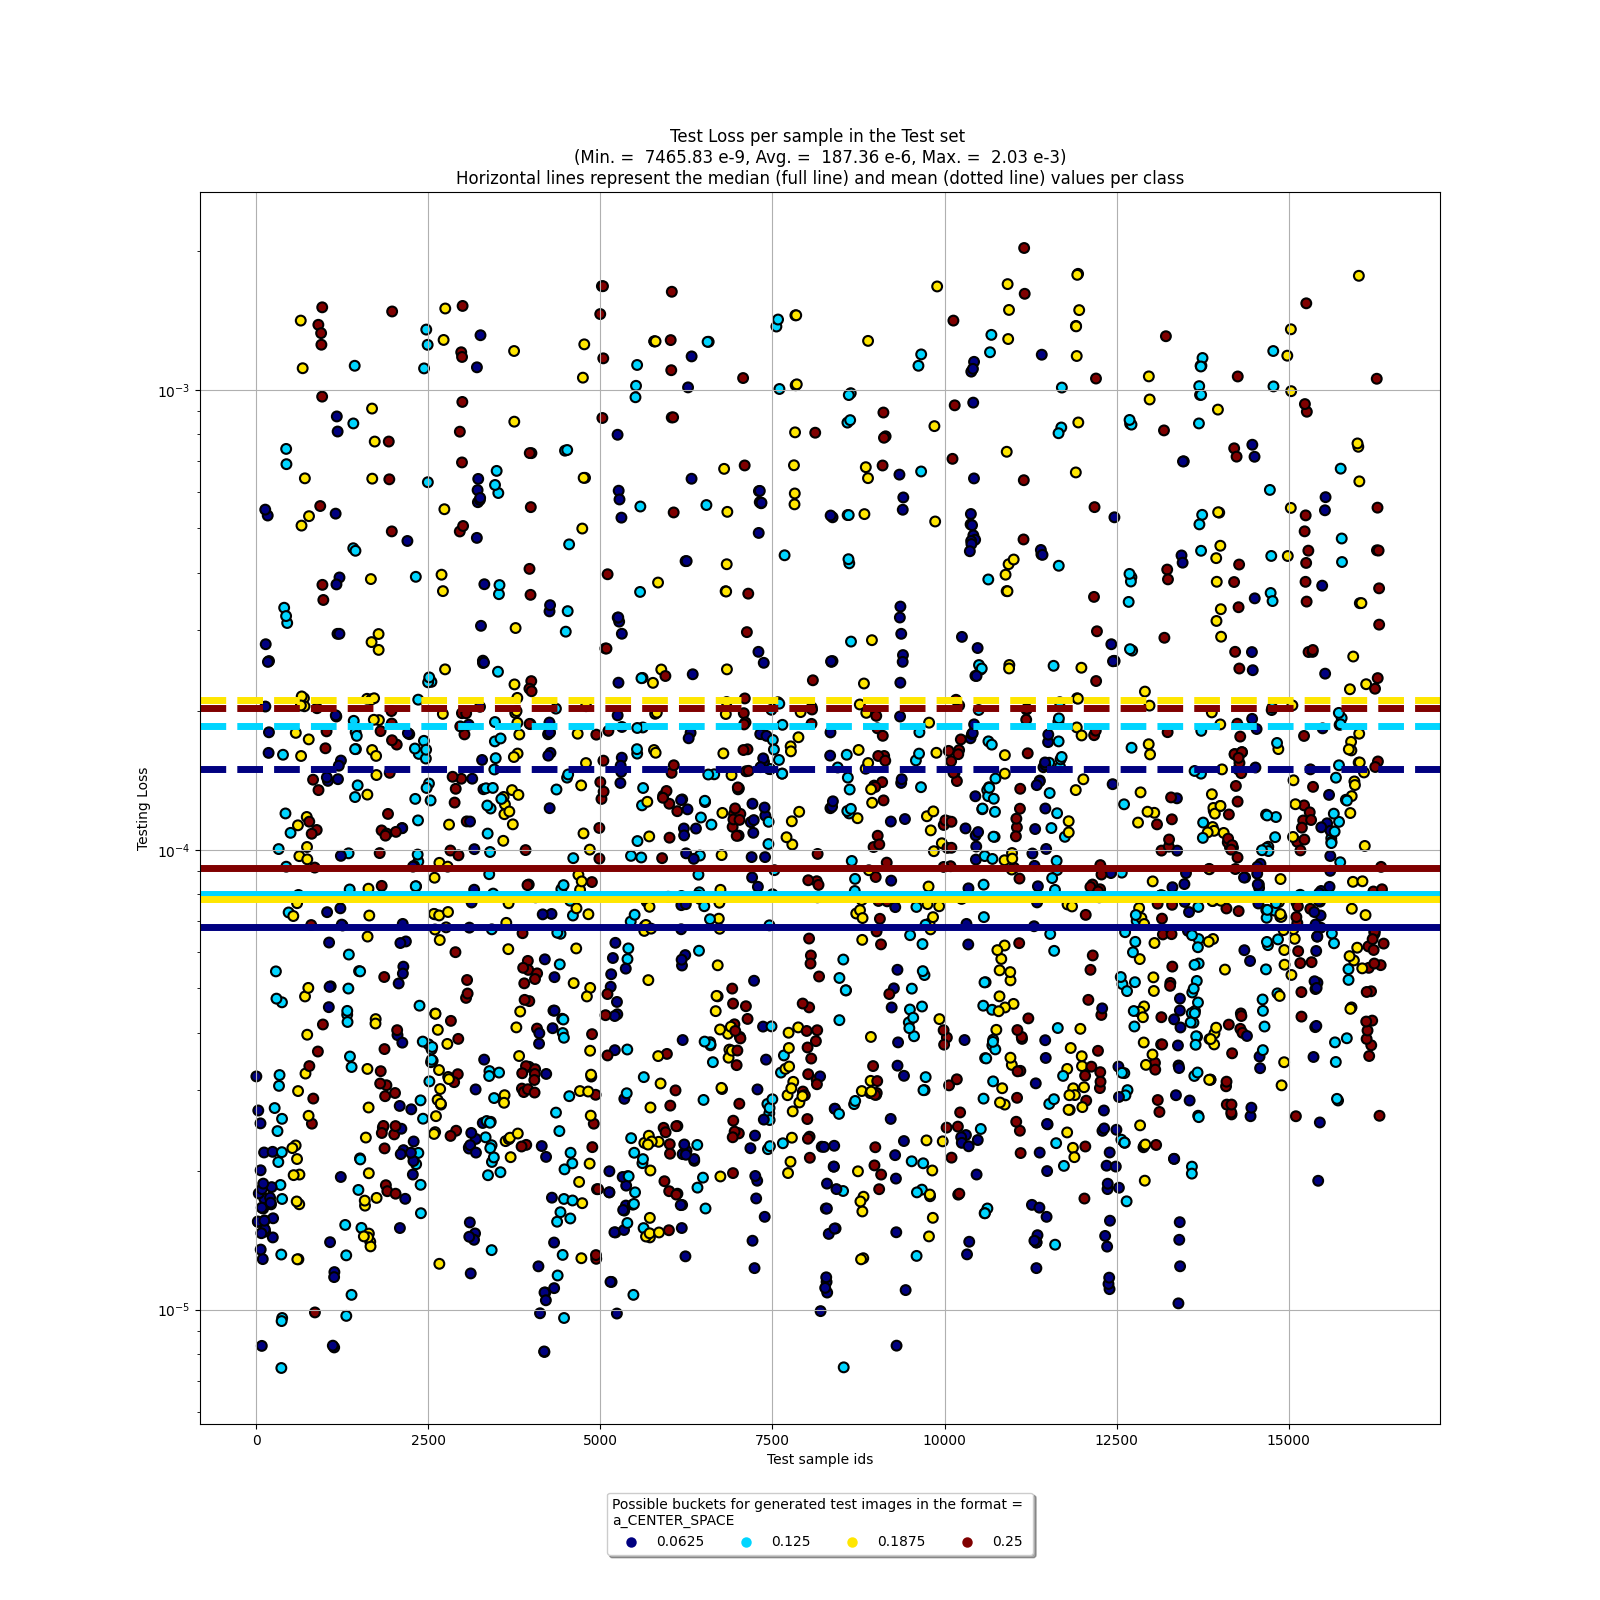 Test Loss per sample in the Test set
(Min. =  7465.83 e-9, Avg. =  187.36 e-6, Max. =  2.03 e-3)
Horizontal lines represent the median (full line) and mean (dotted line) values per class
Testing Loss
10⁻³
10⁻⁴
10⁻⁵
0 2500 5000 7500 10000 12500 15000
Test sample ids
Possible buckets for generated test images in the format =
a_CENTER_SPACE
0.0625 0.125 0.1875 0.25